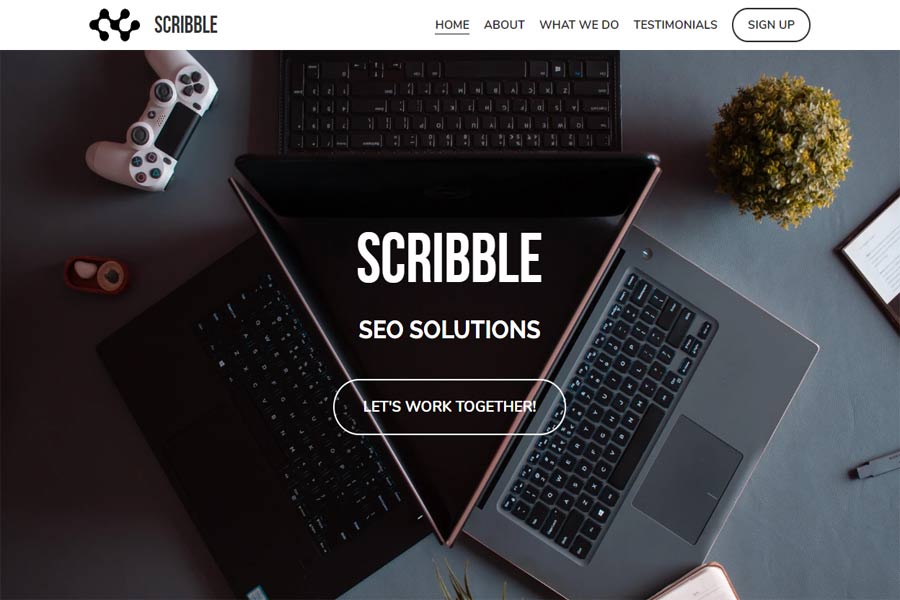 SCRIBBLE
HOME ABOUT WHAT WE DO TESTIMONIALS SIGN UP
SCRIBBLE
SEO SOLUTIONS
LET'S WORK TOGETHER!